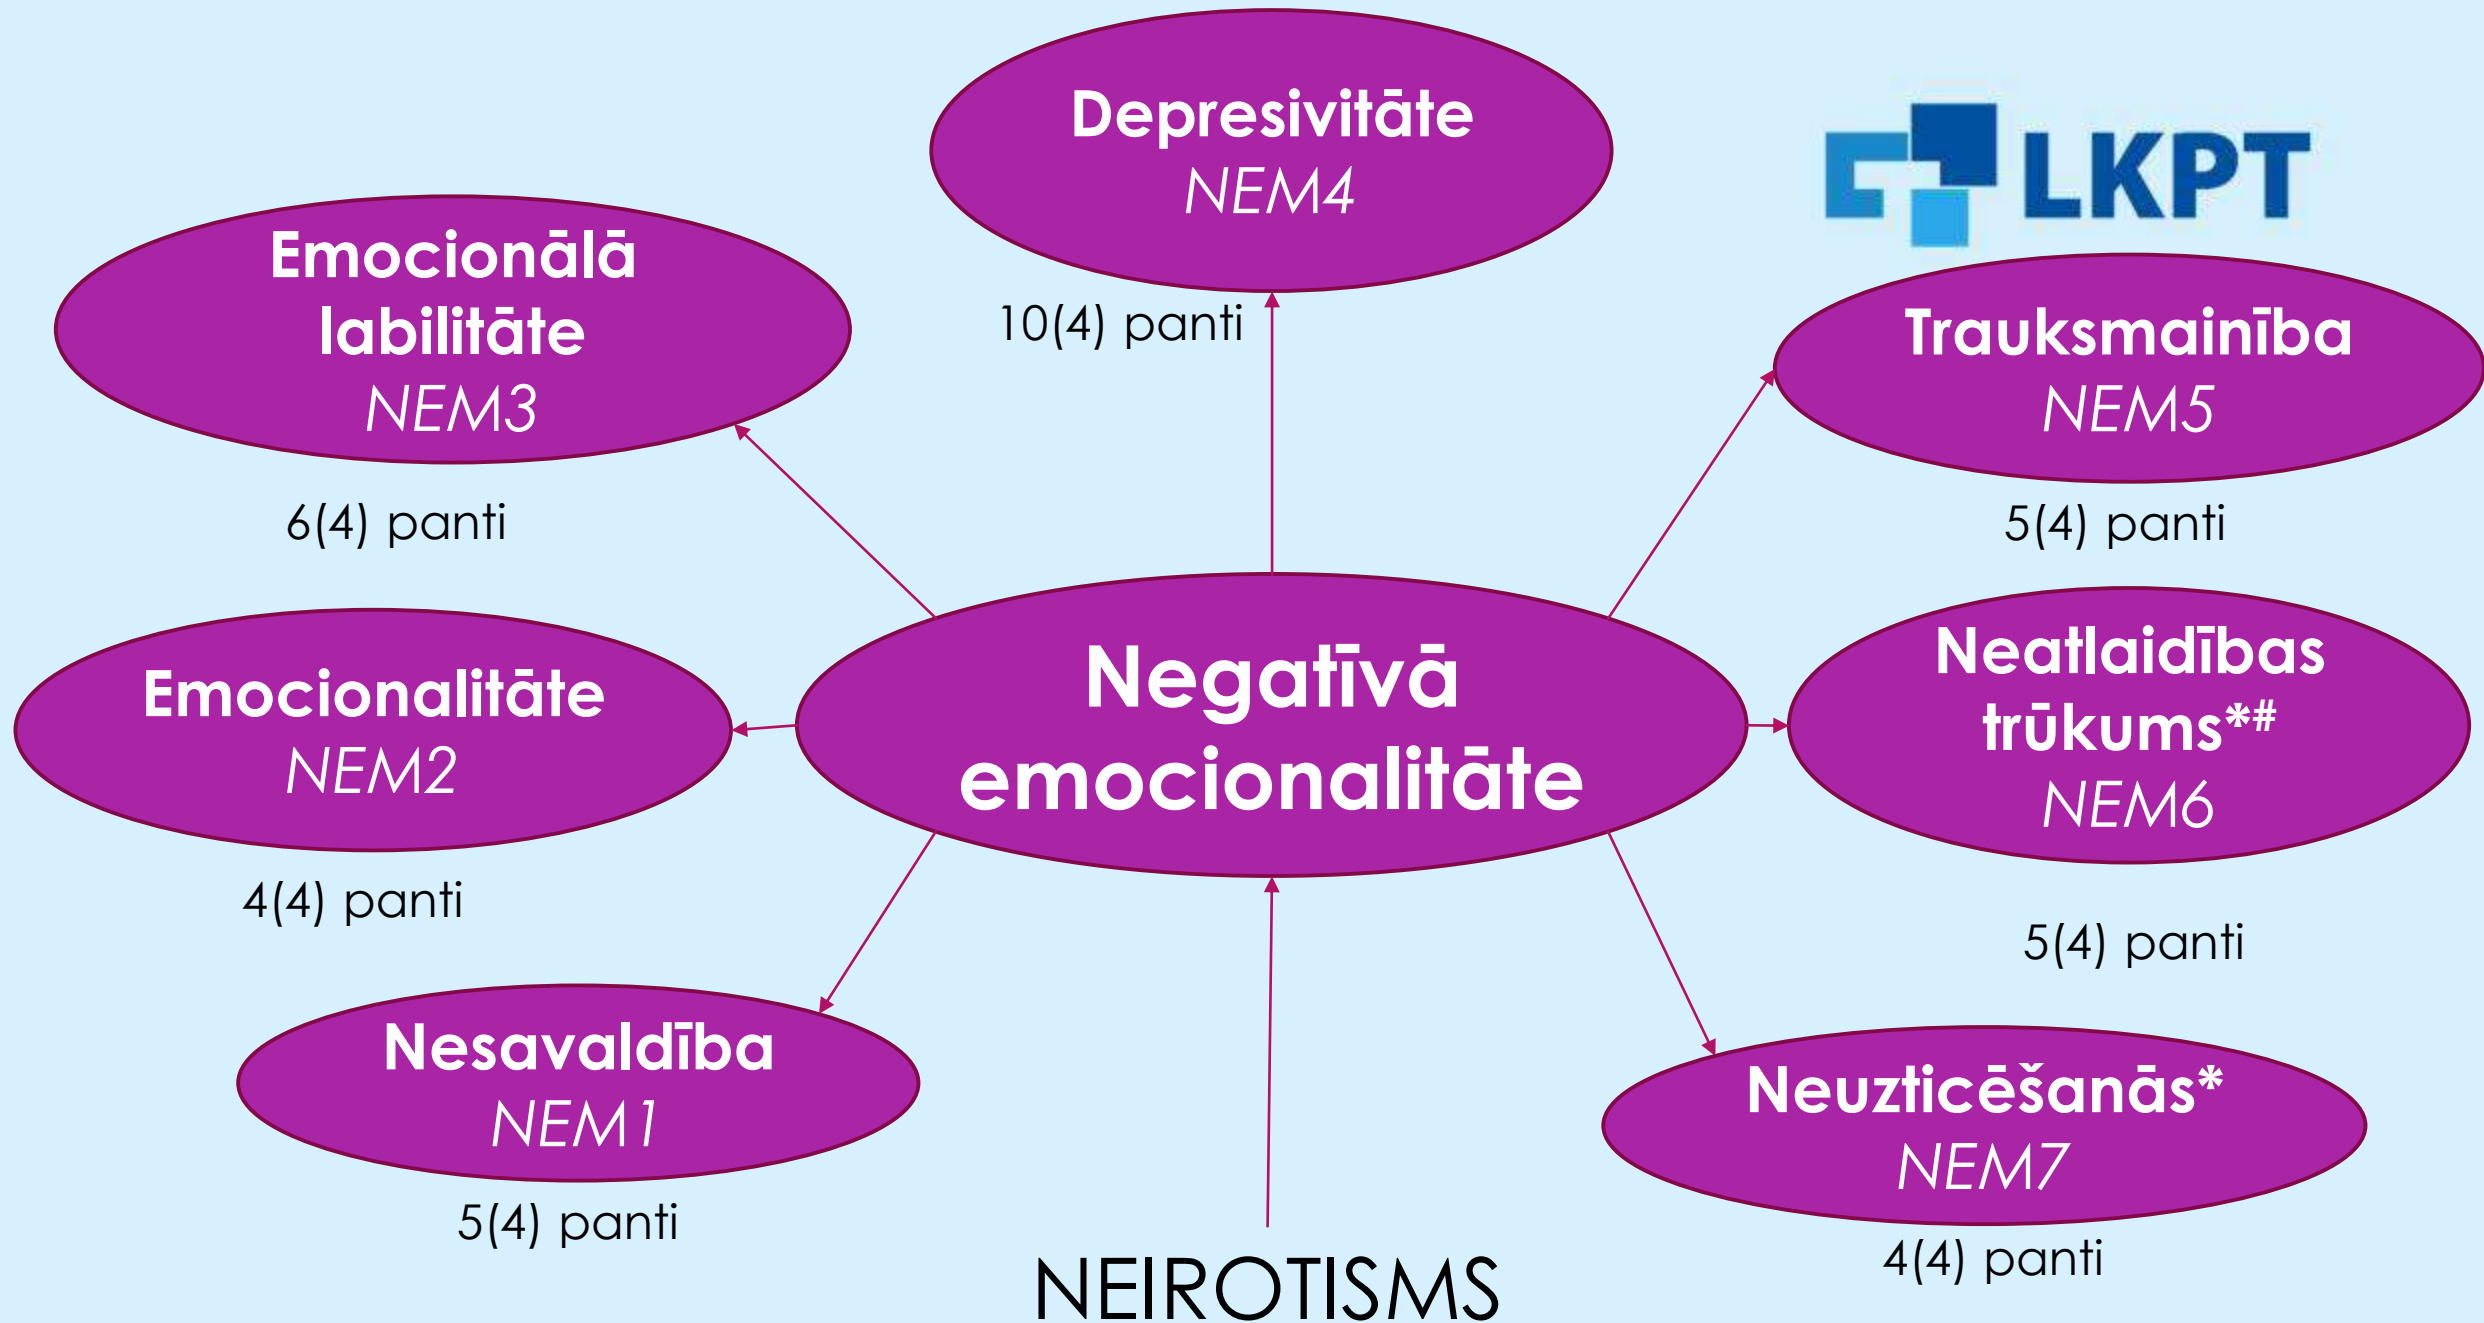 Depresivitāte
NEM4
10(4) panti
LKPT
Emocionālā
labilitāte
NEM3
6(4) panti
Trauksmainība
NEM5
5(4) panti
Emocionalitāte
NEM2
4(4) panti
Negatīvā
emocionalitāte
Neatlaidības
trūkums*#
NEM6
5(4) panti
Nesavaldība
NEM1
5(4) panti
Neuzticēšanās*
NEM7
4(4) panti
NEIROTISMS